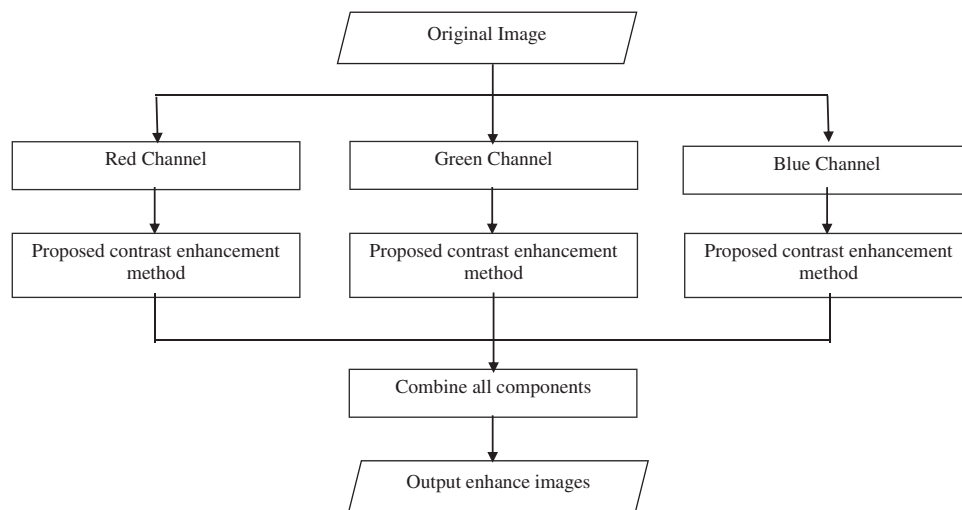 Original Image
Red Channel
Green Channel
Blue Channel
Proposed contrast enhancement
method
Proposed contrast enhancement
method
Proposed contrast enhancement
method
Combine all components
Output enhance images